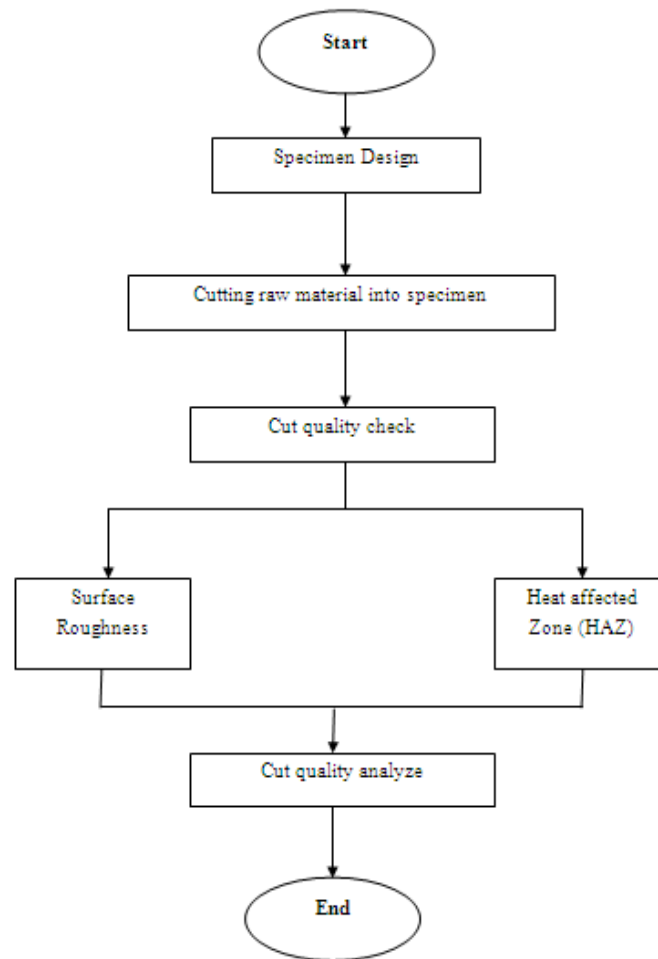 Start
Specimen Design
Cutting raw material into specimen
Cut quality check
Surface
Roughness
Heat affected
Zone (HAZ)
Cut quality analyze
End